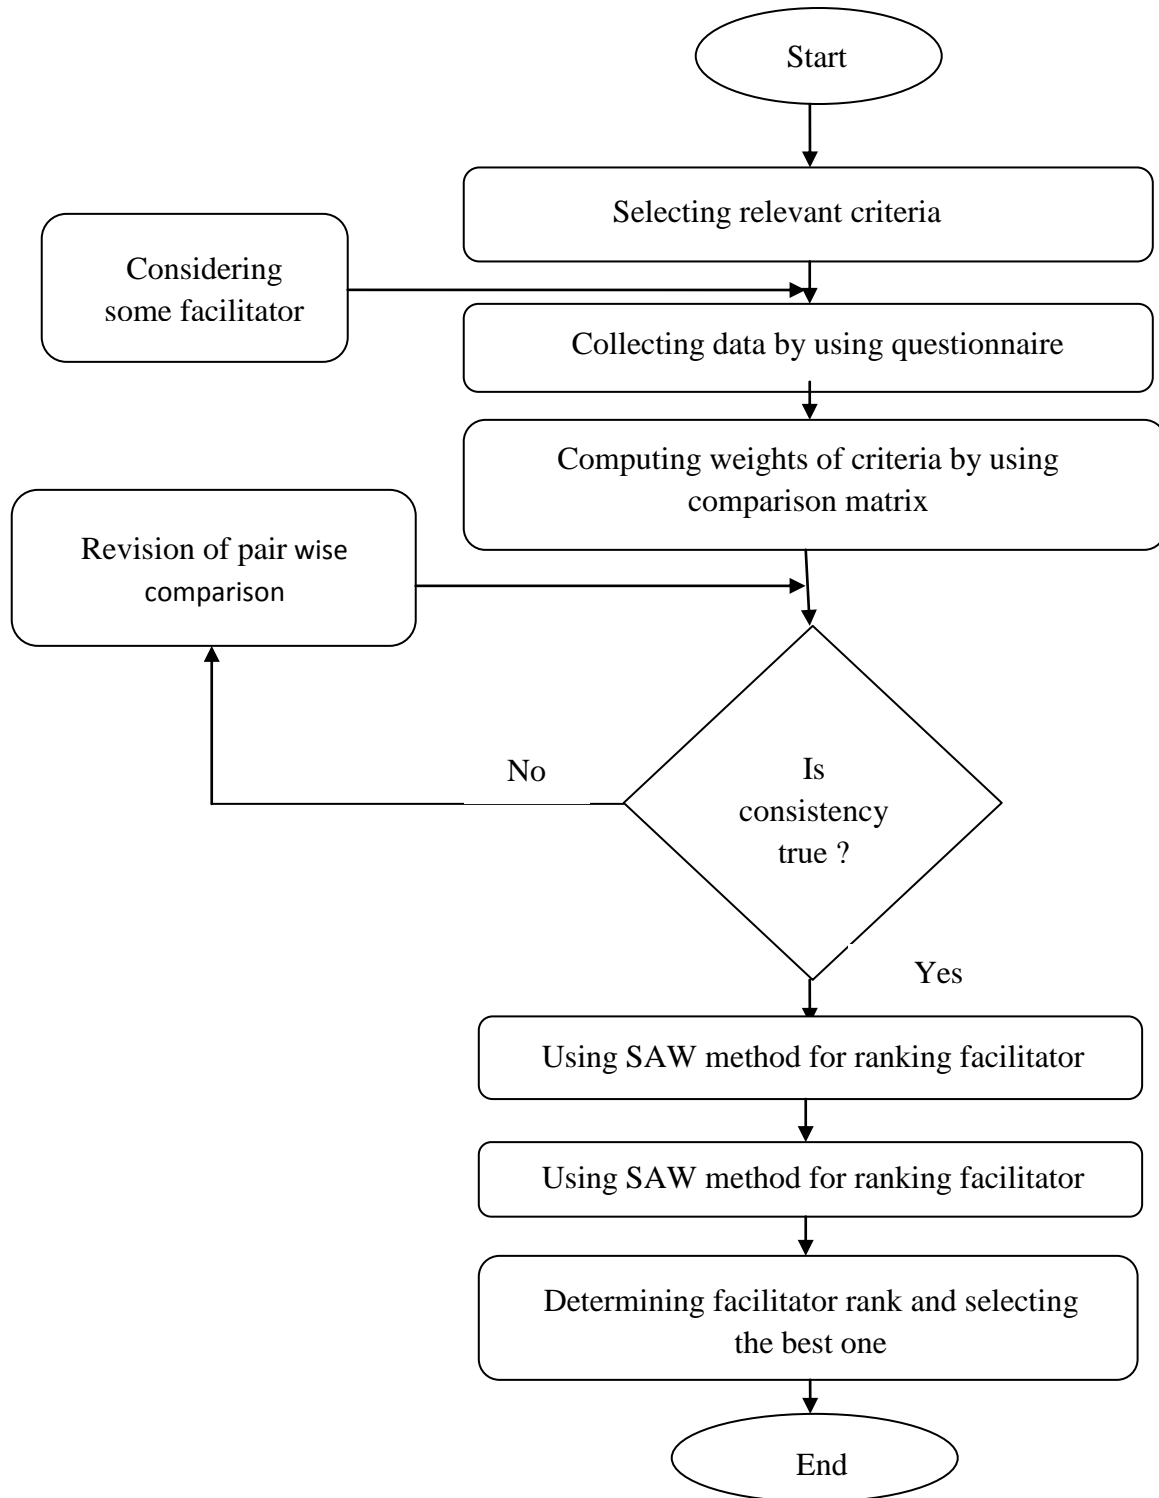 Start
Selecting relevant criteria
Considering
some facilitator
Collecting data by using questionnaire
Computing weights of criteria by using
comparison matrix
Revision of pair wise
comparison
No
Is
consistency
true ?
Yes
Using SAW method for ranking facilitator
Using SAW method for ranking facilitator
Determining facilitator rank and selecting
the best one
End